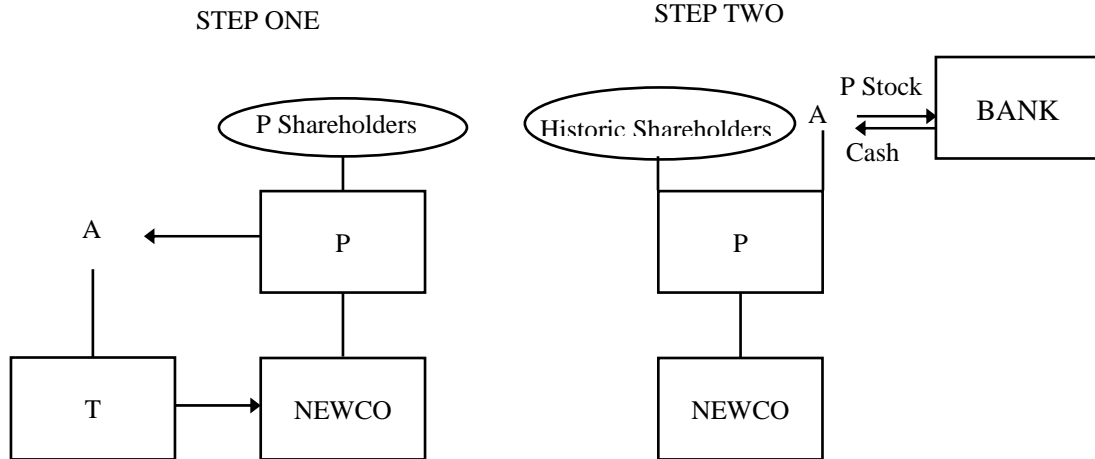 STEP ONE
STEP TWO
P Shareholders
Historic Shareholders
A
P Stock
Cash
BANK
A
P
P
T
NEWCO
NEWCO